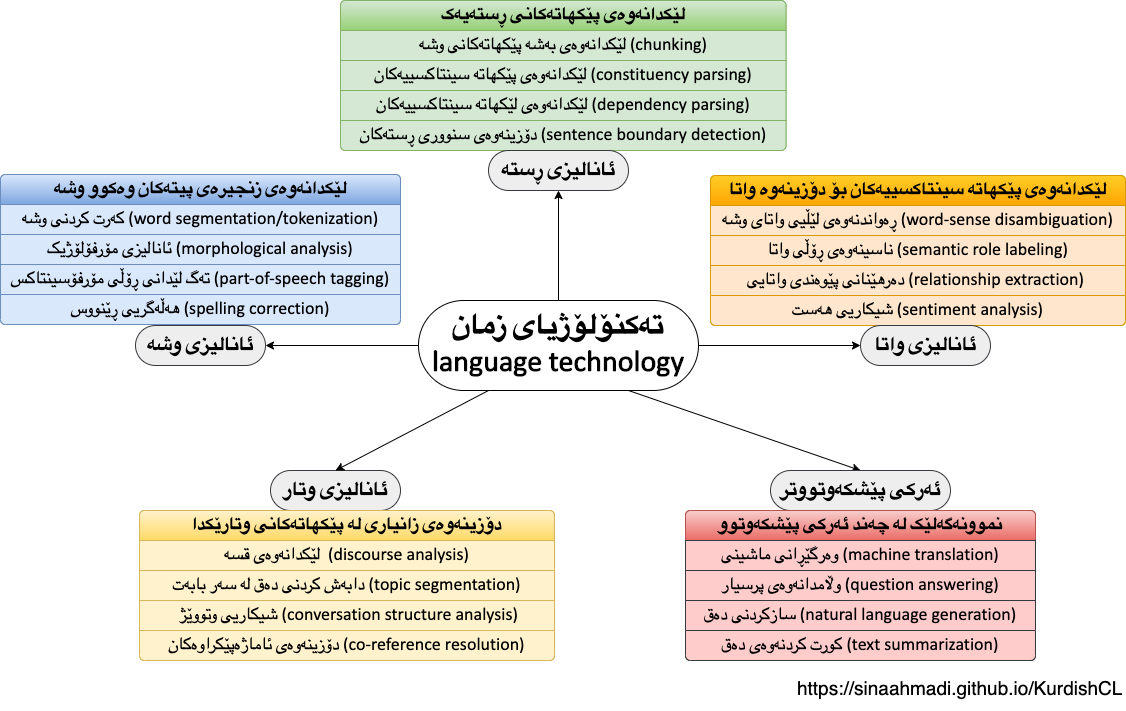 لێکدانەوەی پێکهاتەکانی ڕستەیەک
لێکدانەوەی بەشە پێکهاتەکانی وشە (chunking)
لێکدانەوەی پێکهاتە سینتاکسییەکان (constituency parsing)
لێکدانەوەی لێکهاتە سینتاکسییەکان (dependency parsing)
دۆزینەوەی سنووری ڕستەکان (sentence boundary detection)
ئانالیزی ڕستە
لێکدانەوەی زنجیرەی پیتەکان وەکوو وشە
کەرت کردنی وشە (word segmentation/tokenization)
ئانالیزی مۆرفۆلۆژیک (morphological analysis)
تەگ لێدانی ڕۆڵی مۆرفۆسینتاکس (part-of-speech tagging)
هەڵەگریی ڕێنووس (spelling correction)
ئانالیزی وشە
لێکدانەوەی پێکهاتە سینتاکسییەکان بۆ دۆزینەوە واتا
ڕەواندنەوەی لێڵیی واتای وشە (word-sense disambiguation)
ناسینەوەی ڕۆڵی واتا (semantic role labeling)
دەرهێنانی پێوەندی واتایی (relationship extraction)
شیکاریی هەست (sentiment analysis)
ئانالیزی واتا
تەکنۆلۆژیای زمان
language technology
ئانالیزی وتار
دۆزینەوەی زانیاری لە پێکهاتەکانی وتارێکدا
لێکدانەوەی قسە (discourse analysis)
دابەش کردنی دەق لە سەر بابەت (topic segmentation)
شیکاریی وتووێژ (conversation structure analysis)
دۆزینەوەی ئاماژەپێکراوەکان (co-reference resolution)
ئەرکی پێشکەوتووتر
نموونەگەلێک لە چەند ئەرکی پێشکەوتوو
وەرگێڕانی ماشینی (machine translation)
وڵامدانەوەی پرسیار (question answering)
سازکردنی دەق (natural language generation)
کورت کردنەوەی دەق (text summarization)
https://sinaahmadi.github.io/KurdishCL